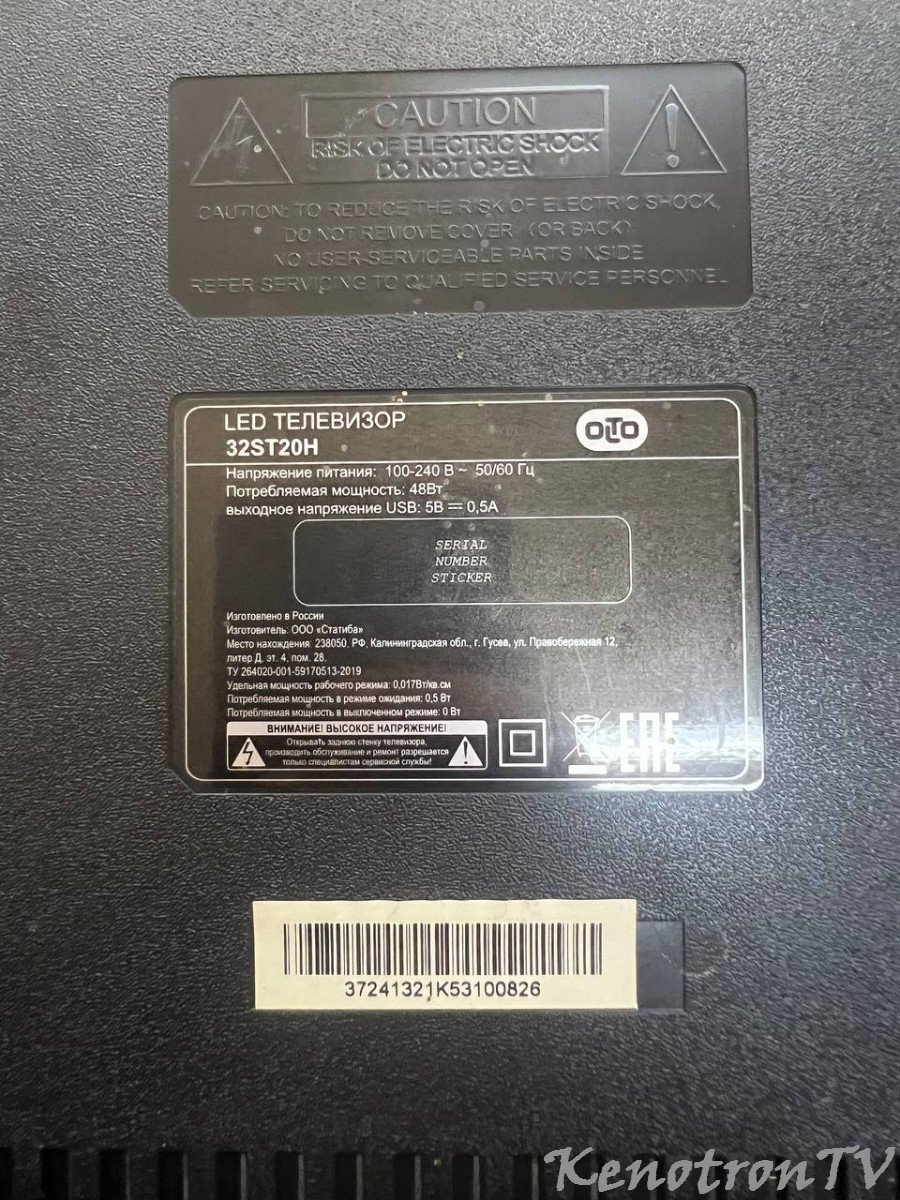 CAUTION
RISK OF ELECTRIC SHOCK
DO NOT OPEN
CAUTION: TO REDUCE THE RISK OF ELECTRIC SHOCK,
DO NOT REMOVE COVER (OR BACK)
NO USER-SERVICEABLE PARTS INSIDE
REFER SERVICING TO QUALIFIED SERVICE PERSONNEL
LED ТЕЛЕВИЗОР
OLTO
32ST20H
Напряжение питания: 100-240 В ~ 50/60 Гц
Потребляемая мощность: 48Вт
выходное напряжение USB: 5В ⎓ 0,5А
SERIAL
NUMBER
STICKER
Изготовлено в России
Изготовитель: ООО «Статиба»
Место нахождения: 238050, РФ, Калининградская обл., г. Гусев, ул. Правобережная 12,
литер Д, эт. 4, пом. 28.
ТУ 264020-001-59170513-2019
Удельная мощность рабочего режима: 0,017Вт/кв.см
Потребляемая мощность в режиме ожидания: 0,5 Вт
Потребляемая мощность в выключенном режиме: 0 Вт
ВНИМАНИЕ! ВЫСОКОЕ НАПРЯЖЕНИЕ!
Открывать заднюю стенку телевизора,
производить обслуживание и ремонт разрешается
только специалистам сервисной службы!
EAC
37241321K53100826
KenotronTV